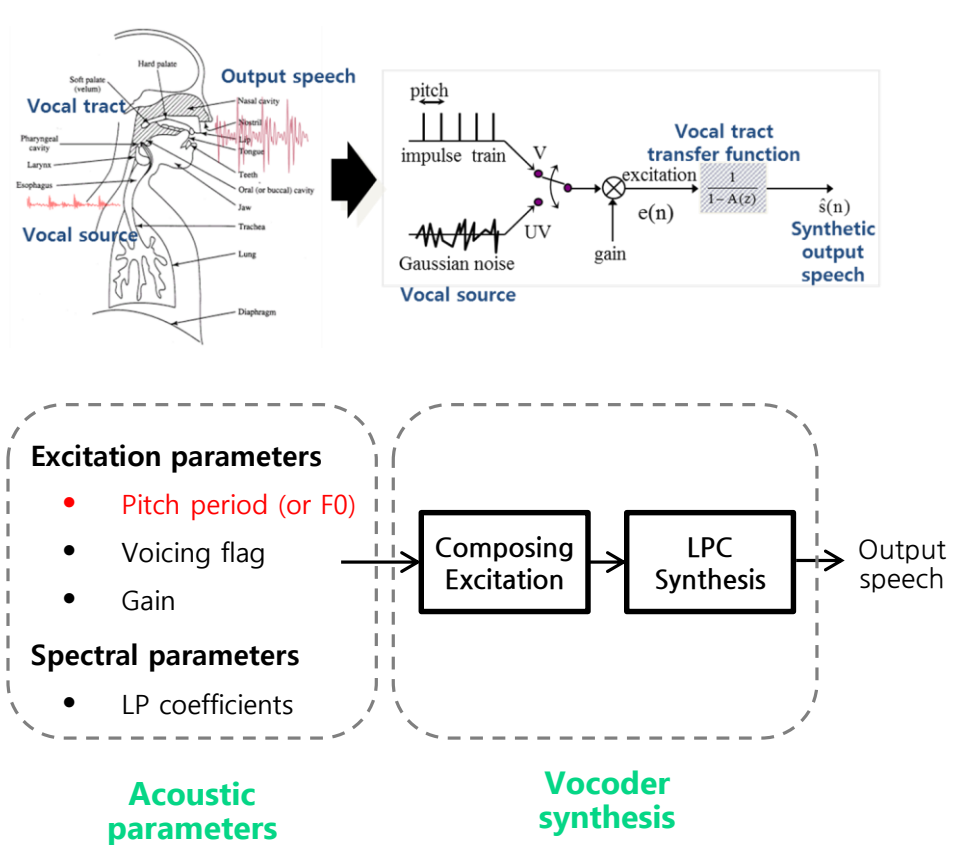 Hard palate
Soft palate
(velum)
Output speech
Vocal tract
Nasal cavity
Nostril
Lip
Tongue
Pharyngeal
cavity
Larynx
Esophagus
Teeth
Oral (or buccal) cavity
Jaw
Trachea
Vocal source
Lung
Diaphragm
pitch
impulse train
V
UV
Gaussian noise
Vocal source
gain
excitation
e(n)
Vocal tract
transfer function
1
1− A(z)
ŝ(n)
Synthetic
output
speech
Excitation parameters
• Pitch period (or F0)
• Voicing flag
• Gain
Spectral parameters
• LP coefficients
Composing
Excitation
LPC
Synthesis
Output
speech
Acoustic
parameters
Vocoder
synthesis